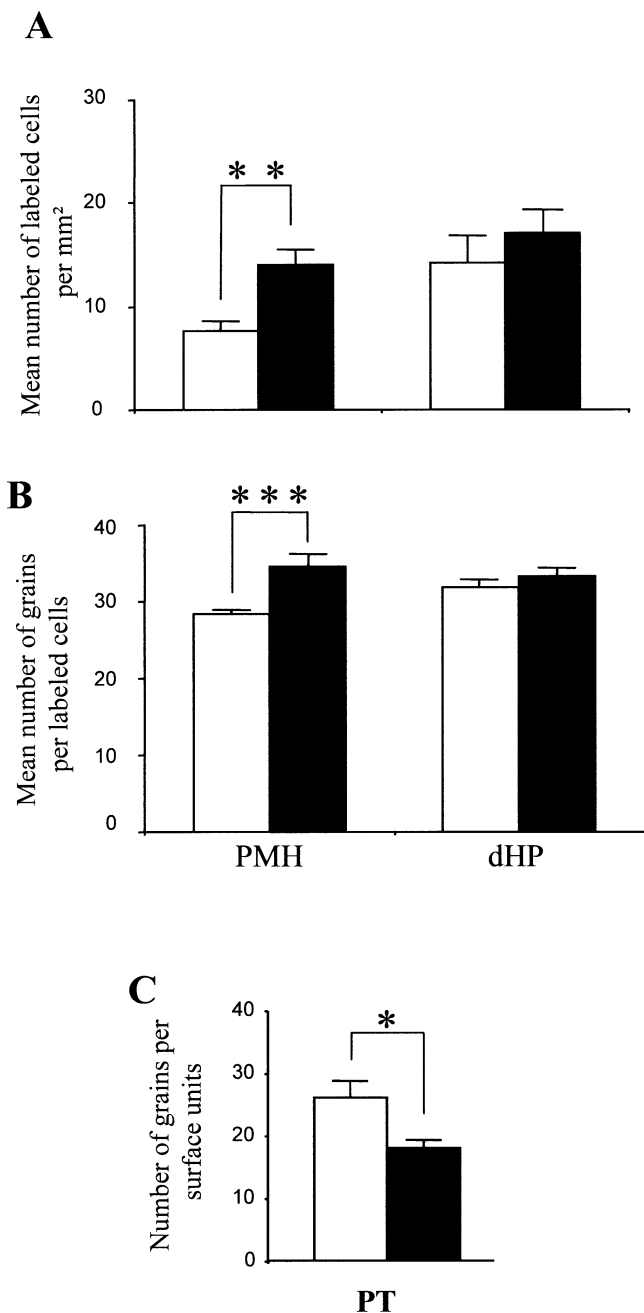 A
Mean number of labeled cells
per mm²
30
20
10
0
* *
B
Mean number of grains
per labeled cells
40
30
20
10
0
* * *
PMH
dHP
C
Number of grains per
surface units
40
30
20
10
0
*
PT